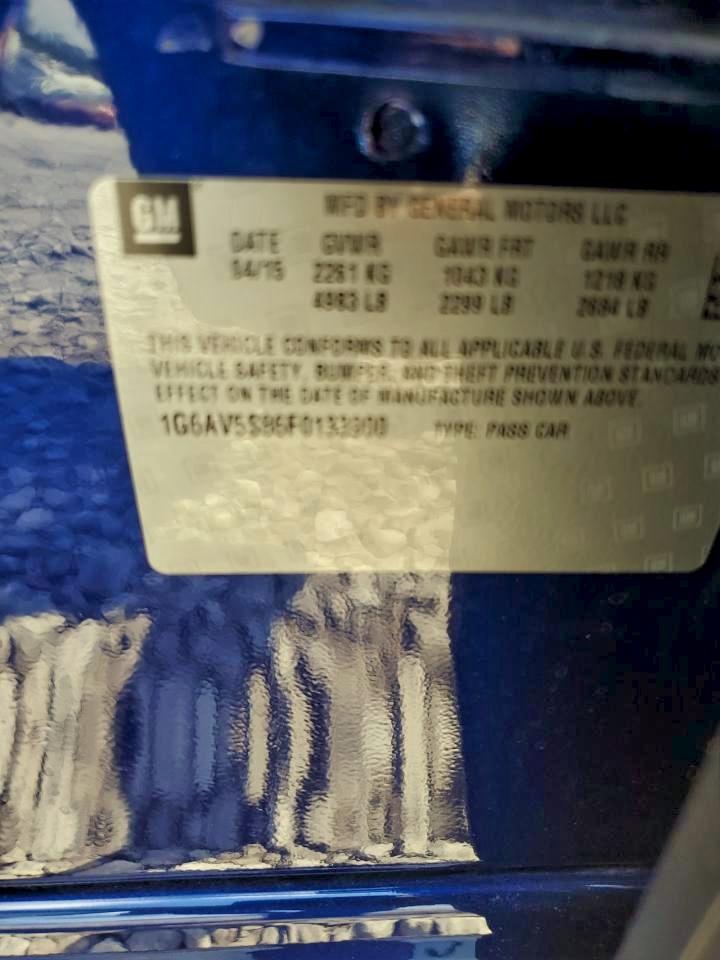 GM
MFD BY GENERAL MOTORS LLC
DATE GVWR GAWR FRT GAWR RR
04/15 2261 KG 1043 KG 1218 KG
4983 LB 2299 LB 2684 LB
THIS VEHICLE CONFORMS TO ALL APPLICABLE U.S. FEDERAL MO
VEHICLE SAFETY, BUMPER, AND THEFT PREVENTION STANDARDS
EFFECT ON THE DATE OF MANUFACTURE SHOWN ABOVE.
TYPE: PASS CAR